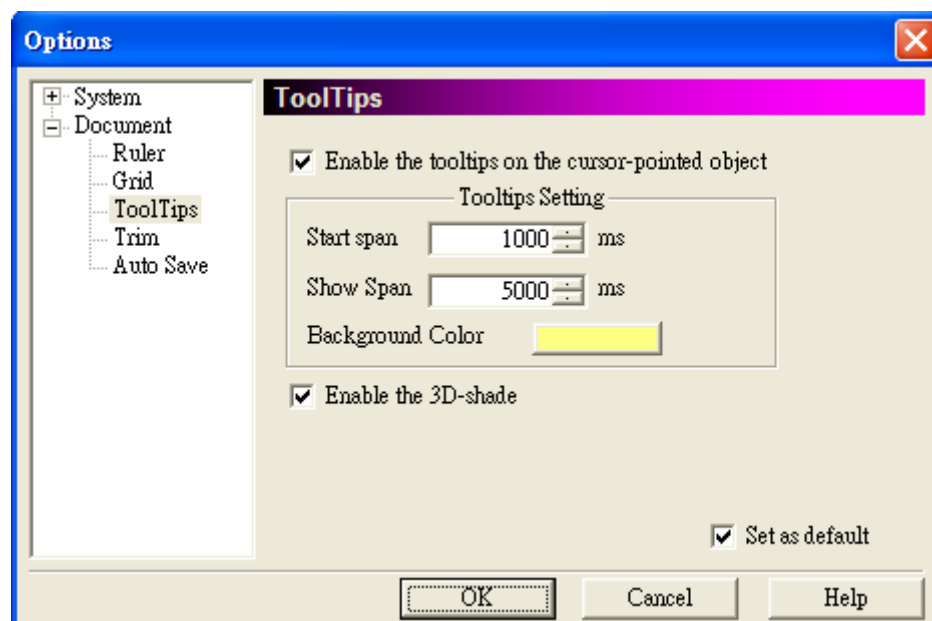 Options
System
Document
Ruler
Grid
ToolTips
Trim
Auto Save
ToolTips
Enable the tooltips on the cursor-pointed object
Tooltips Setting
Start span 1000 ms
Show Span 5000 ms
Background Color
Enable the 3D-shade
Set as default
OK Cancel Help